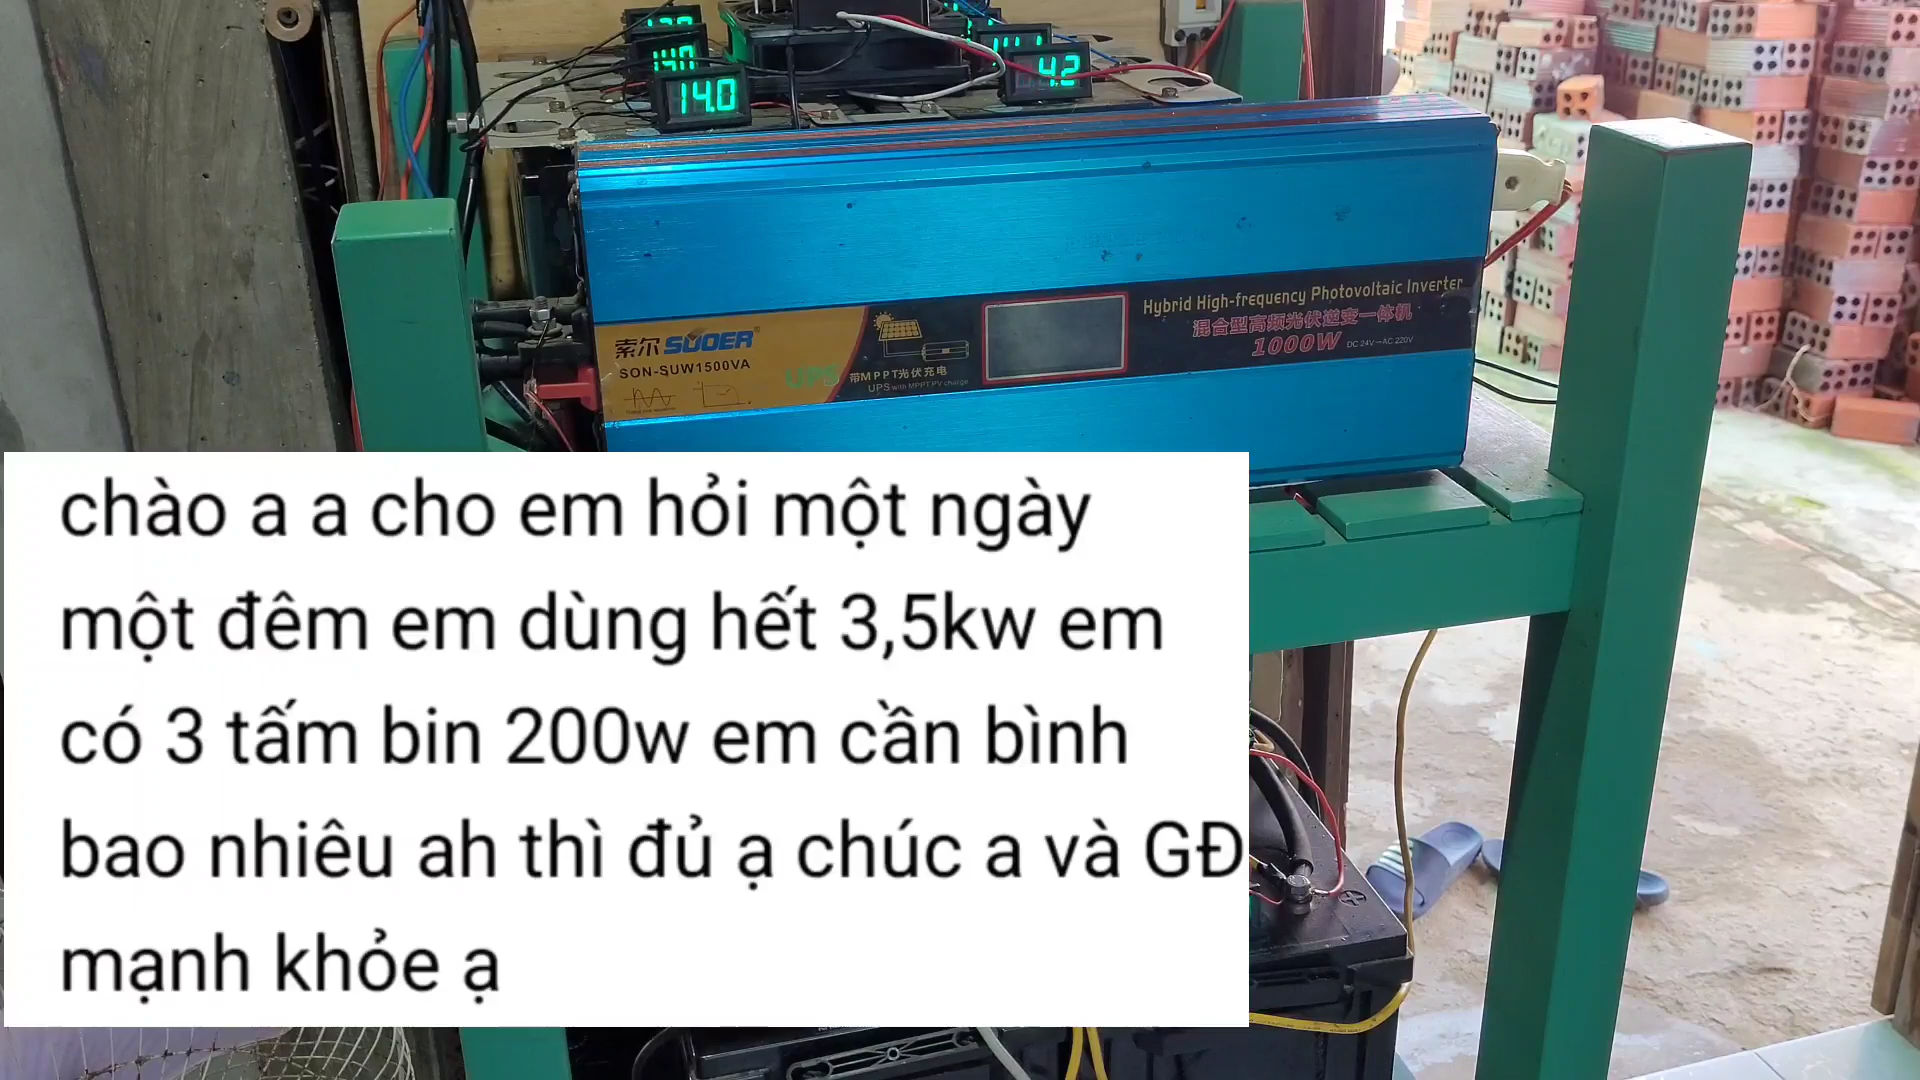 14.0
14.0
4.2
Hybrid High-frequency Photovoltaic Inverter
混合型高频光伏逆变一体机
1000W DC 24V—AC 220V
索尔 SUOER®
SON-SUW1500VA
UPS 带MPPT光伏充电
UPS with MPPT PV charge
chào a a cho em hỏi một ngày
một đêm em dùng hết 3,5kw em
có 3 tấm bin 200w em cần bình
bao nhiêu ah thì đủ ạ chúc a và GĐ
mạnh khỏe ạ